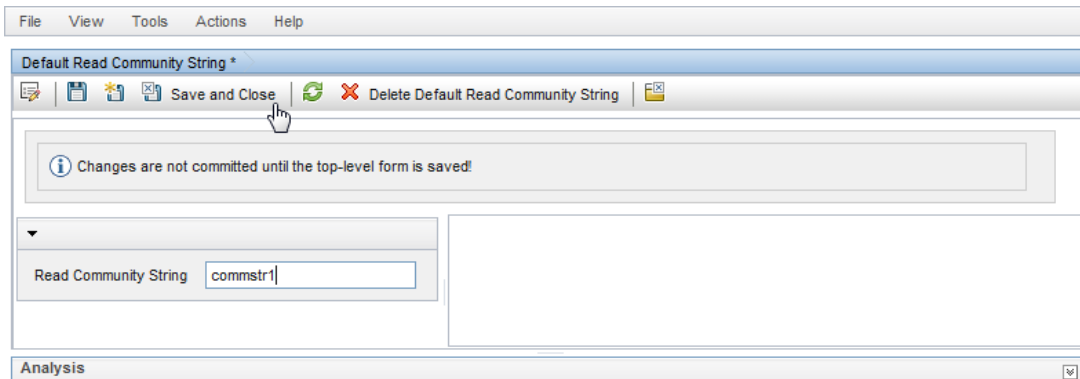 File View Tools Actions Help
Default Read Community String *
Save and Close Delete Default Read Community String
Changes are not committed until the top-level form is saved!
Read Community String commstr1
Analysis